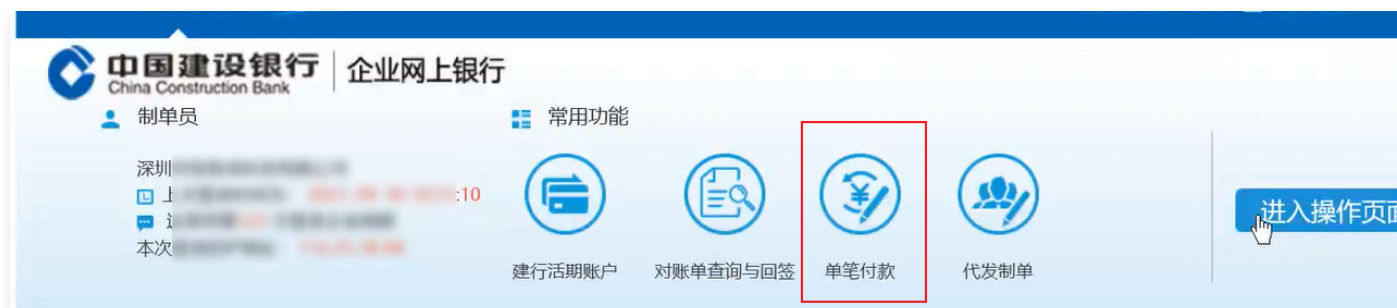 中国建设银行 企业网上银行
China Construction Bank
制单员
深圳
上
:10
本次
常用功能
建行活期账户
对账单查询与回签
单笔付款
代发制单
进入操作页面